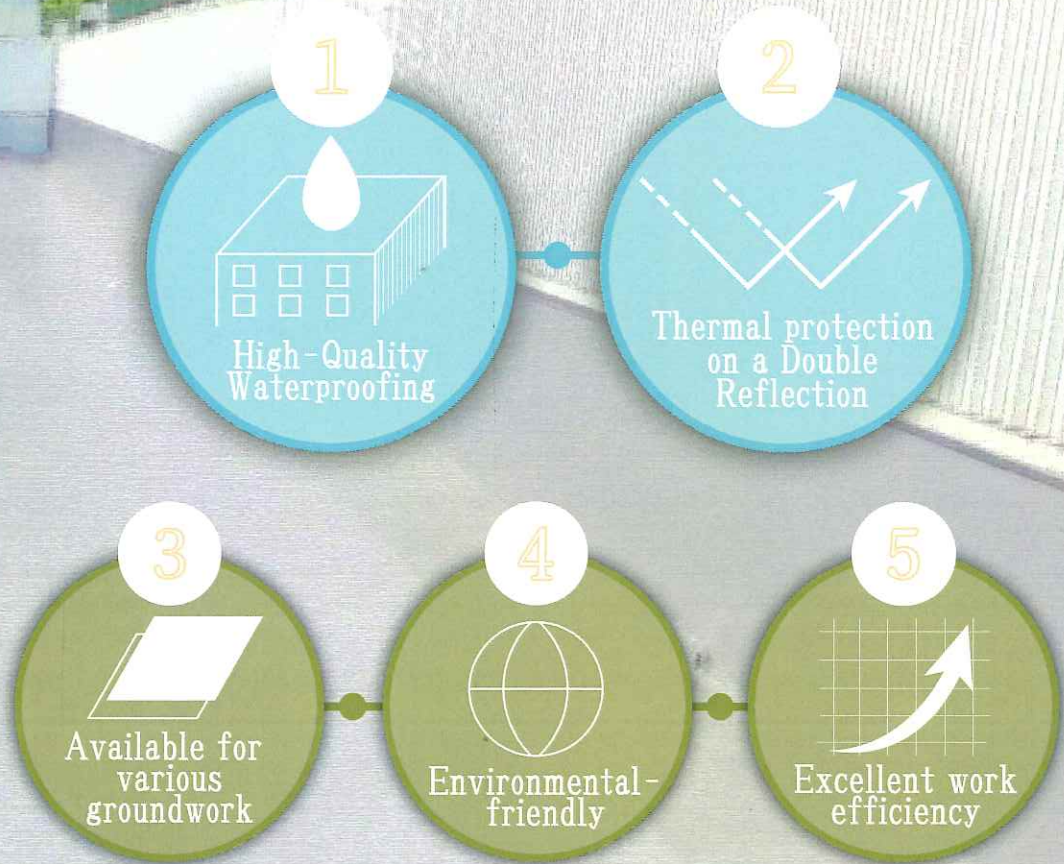 1
High-Quality
Waterproofing
2
Thermal protection
on a Double
Reflection
3
Available for
various
groundwork
4
Environmental-
friendly
5
Excellent work
efficiency